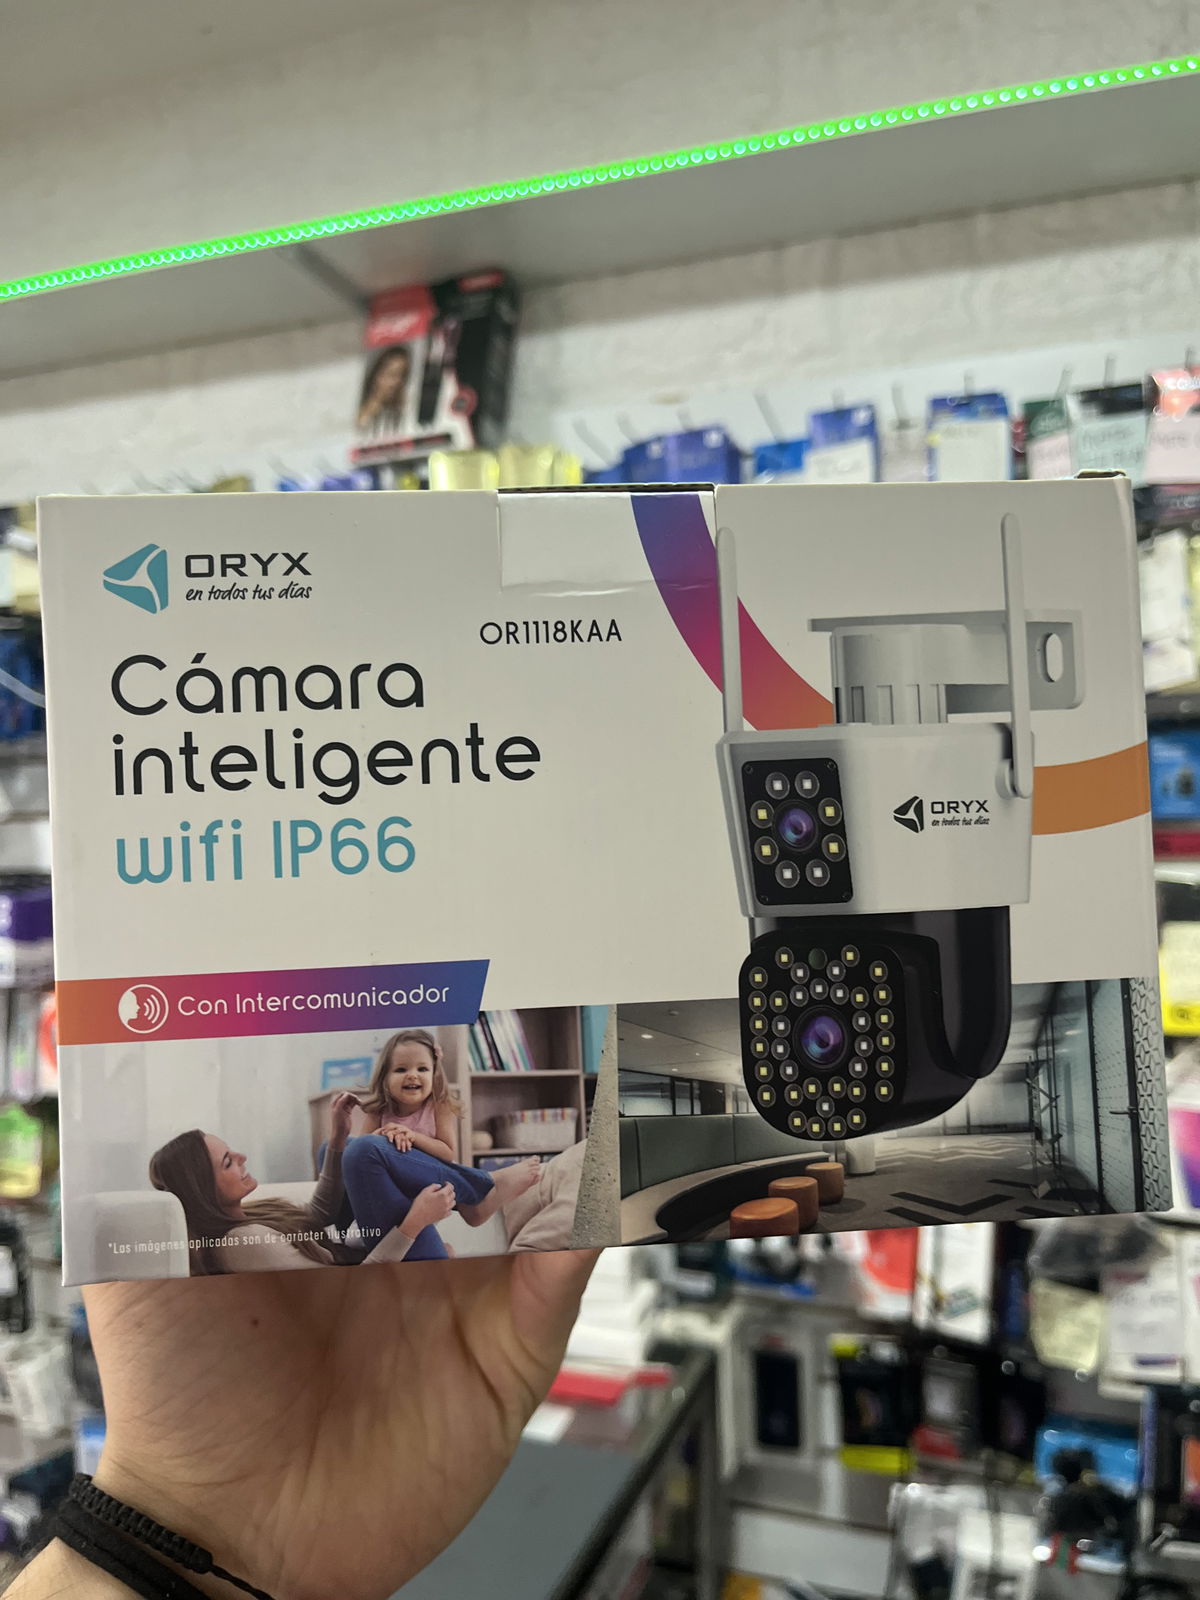 ORYX
en todos tus días
OR1118KAA
Cámara
inteligente
wifi IP66
ORYX
en todos tus días
Con Intercomunicador
*Las imágenes aplicadas son de carácter ilustrativo